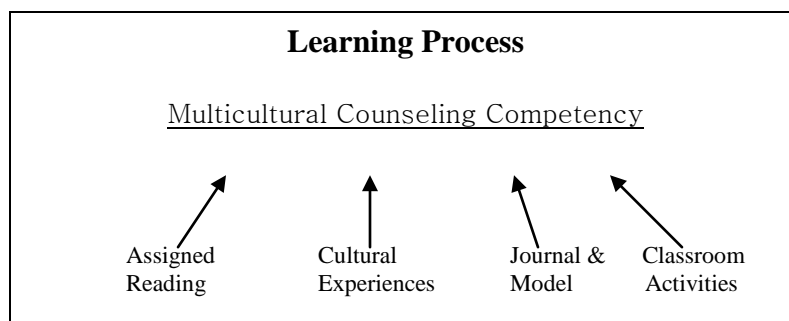 Learning Process
Multicultural Counseling Competency
Assigned Reading
Cultural Experiences
Journal & Model
Classroom Activities